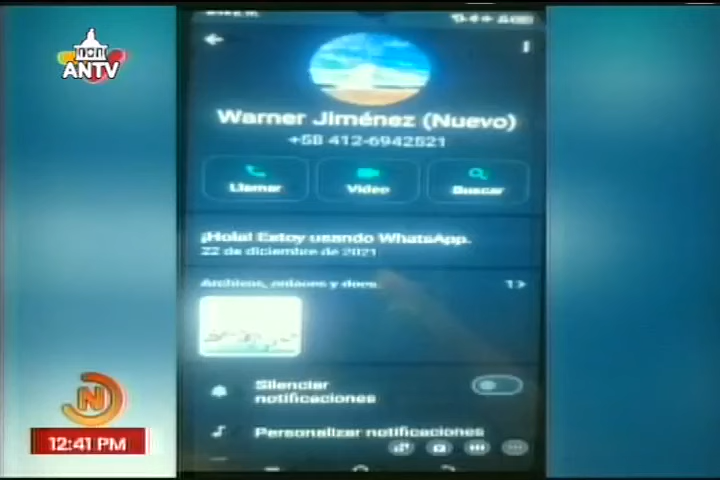 ANTV
Warner Jiménez (Nuevo)
+58 412-6942521
Llamar
Video
Buscar
¡Hola! Estoy usando WhatsApp.
22 de diciembre de 2021
Archivos, enlaces y docs.
1 >
Silenciar
notificaciones
Personalizar notificaciones
N
12:41 PM